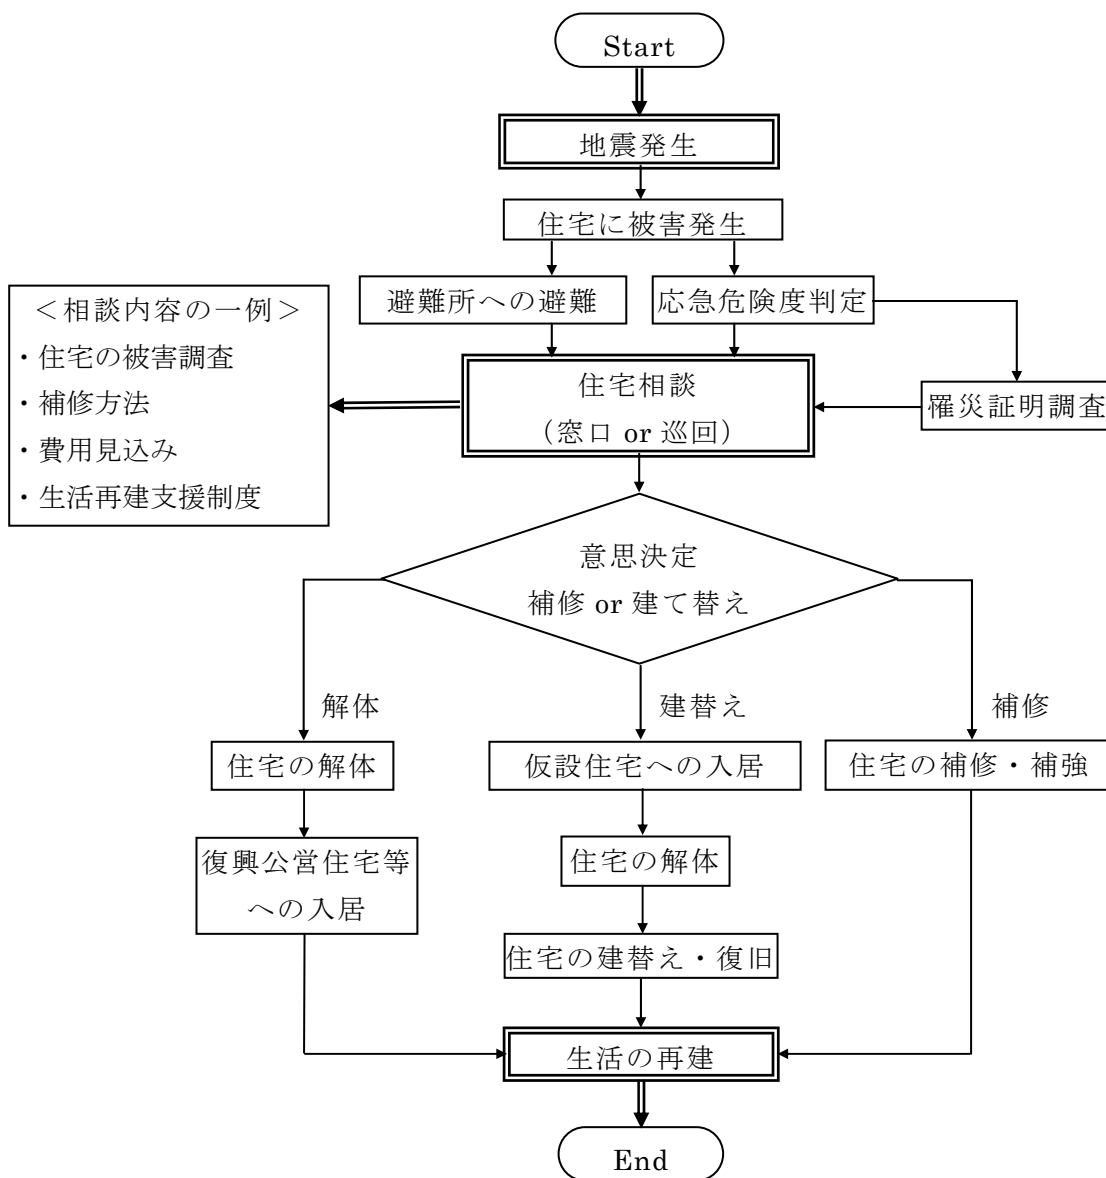 Start
地震発生
住宅に被害発生
避難所への避難
応急危険度判定
＜相談内容の一例＞
・住宅の被害調査
・補修方法
・費用見込み
・生活再建支援制度
住宅相談
（窓口 or 巡回）
罹災証明調査
意思決定
補修 or 建て替え
解体
建替え
補修
住宅の解体
仮設住宅への入居
住宅の補修・補強
復興公営住宅等
への入居
住宅の解体
住宅の建替え・復旧
生活の再建
End